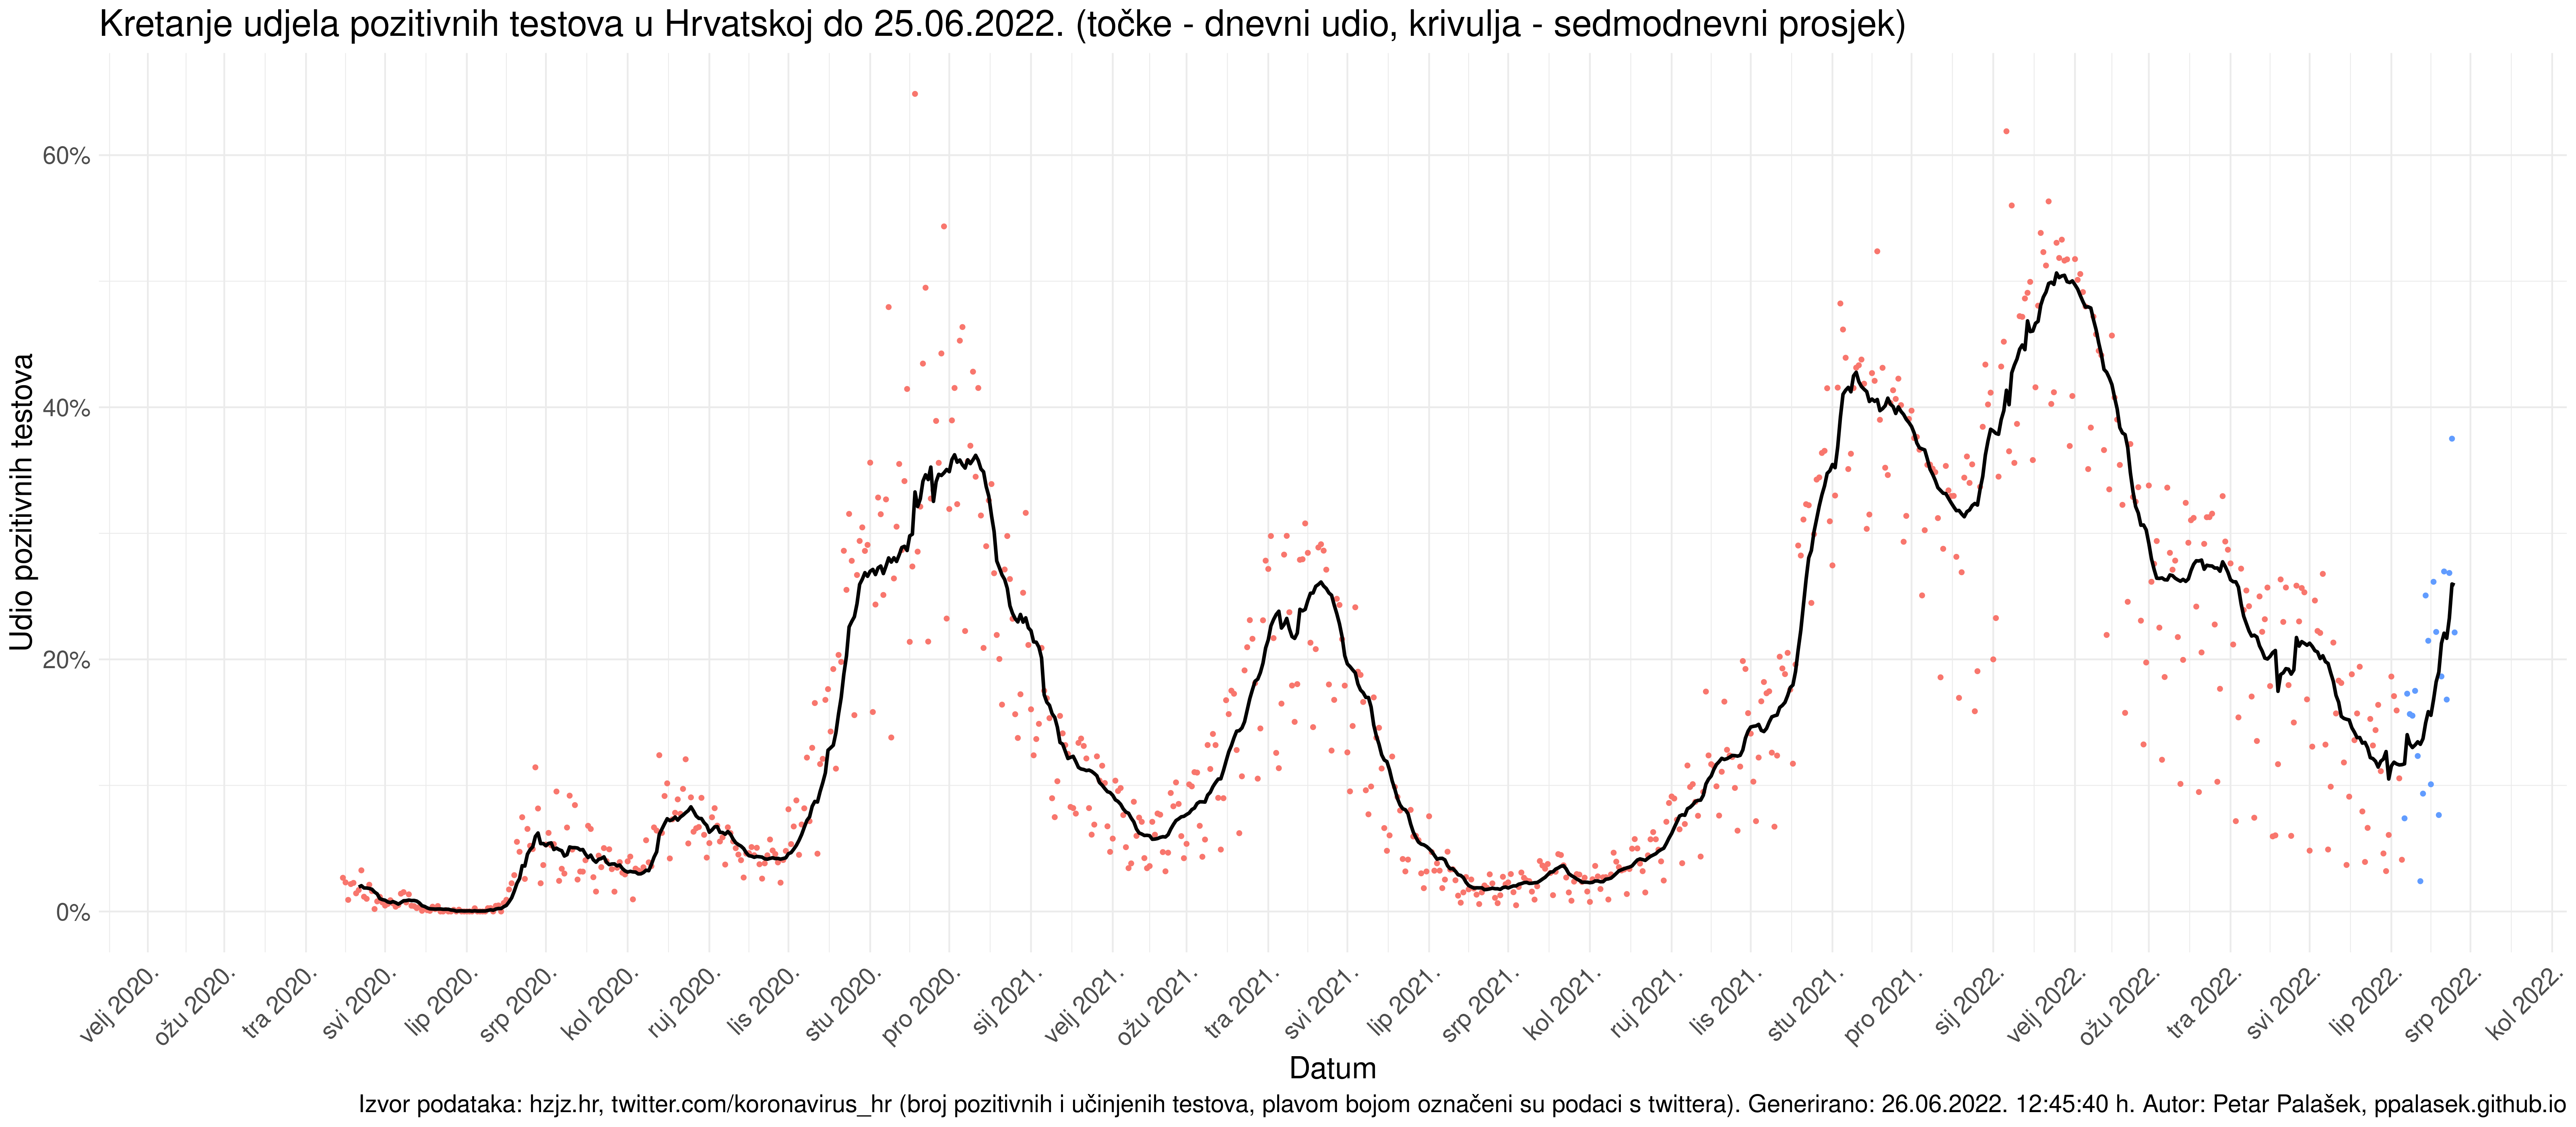 Kretanje udjela pozitivnih testova u Hrvatskoj do 25.06.2022. (točke - dnevni udio, krivulja - sedmodnevni prosjek)
Udio pozitivnih testova
60%
40%
20%
0%
velj 2020.
ožu 2020.
tra 2020.
svi 2020.
lip 2020.
srp 2020.
kol 2020.
ruj 2020.
lis 2020.
stu 2020.
pro 2020.
sij 2021.
velj 2021.
ožu 2021.
tra 2021.
svi 2021.
lip 2021.
srp 2021.
kol 2021.
ruj 2021.
lis 2021.
stu 2021.
pro 2021.
sij 2022.
velj 2022.
ožu 2022.
tra 2022.
svi 2022.
lip 2022.
srp 2022.
kol 2022.
Datum
Izvor podataka: hzjz.hr, twitter.com/koronavirus_hr (broj pozitivnih i učinjenih testova, plavom bojom označeni su podaci s twittera). Generirano: 26.06.2022. 12:45:40 h. Autor: Petar Palašek, ppalasek.github.io